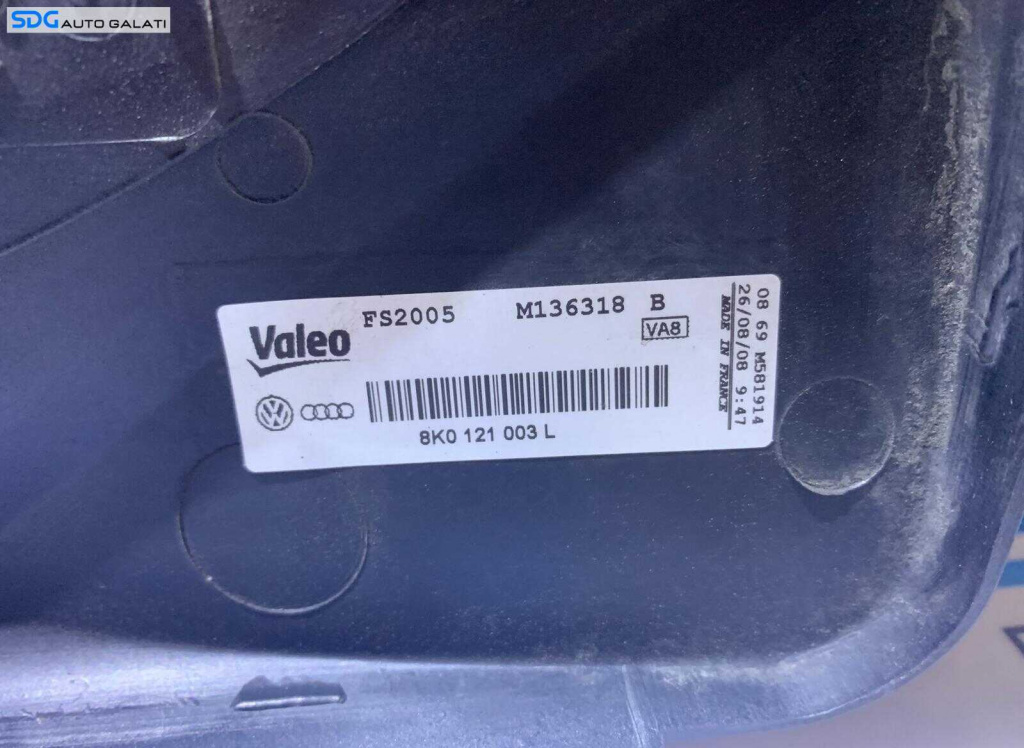 SDG AUTO GALATI
Valeo
FS2005 M136318 B
VA8
8K0 121 003 L
08 69 M581914
26/08/08 9:47
MADE IN FRANCE